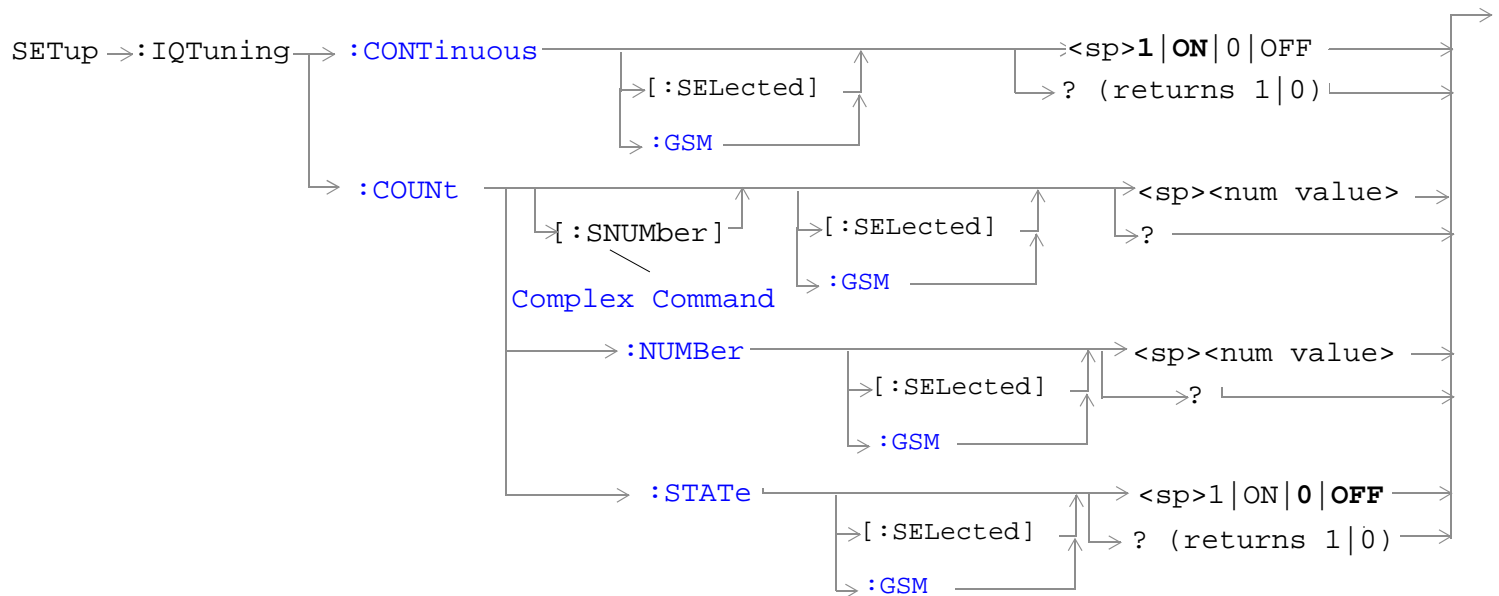 SETup :IQTuning :CONTinuous <sp>1|ON|0|OFF
[:SELected] ? (returns 1|0)
:GSM
:COUNt <sp><num value>
[:SNUMber] [:SELected] ?
:GSM
Complex Command
:NUMBer <sp><num value>
[:SELected] ?
:GSM
:STATe <sp>1|ON|0|OFF
[:SELected] ? (returns 1|0)
:GSM